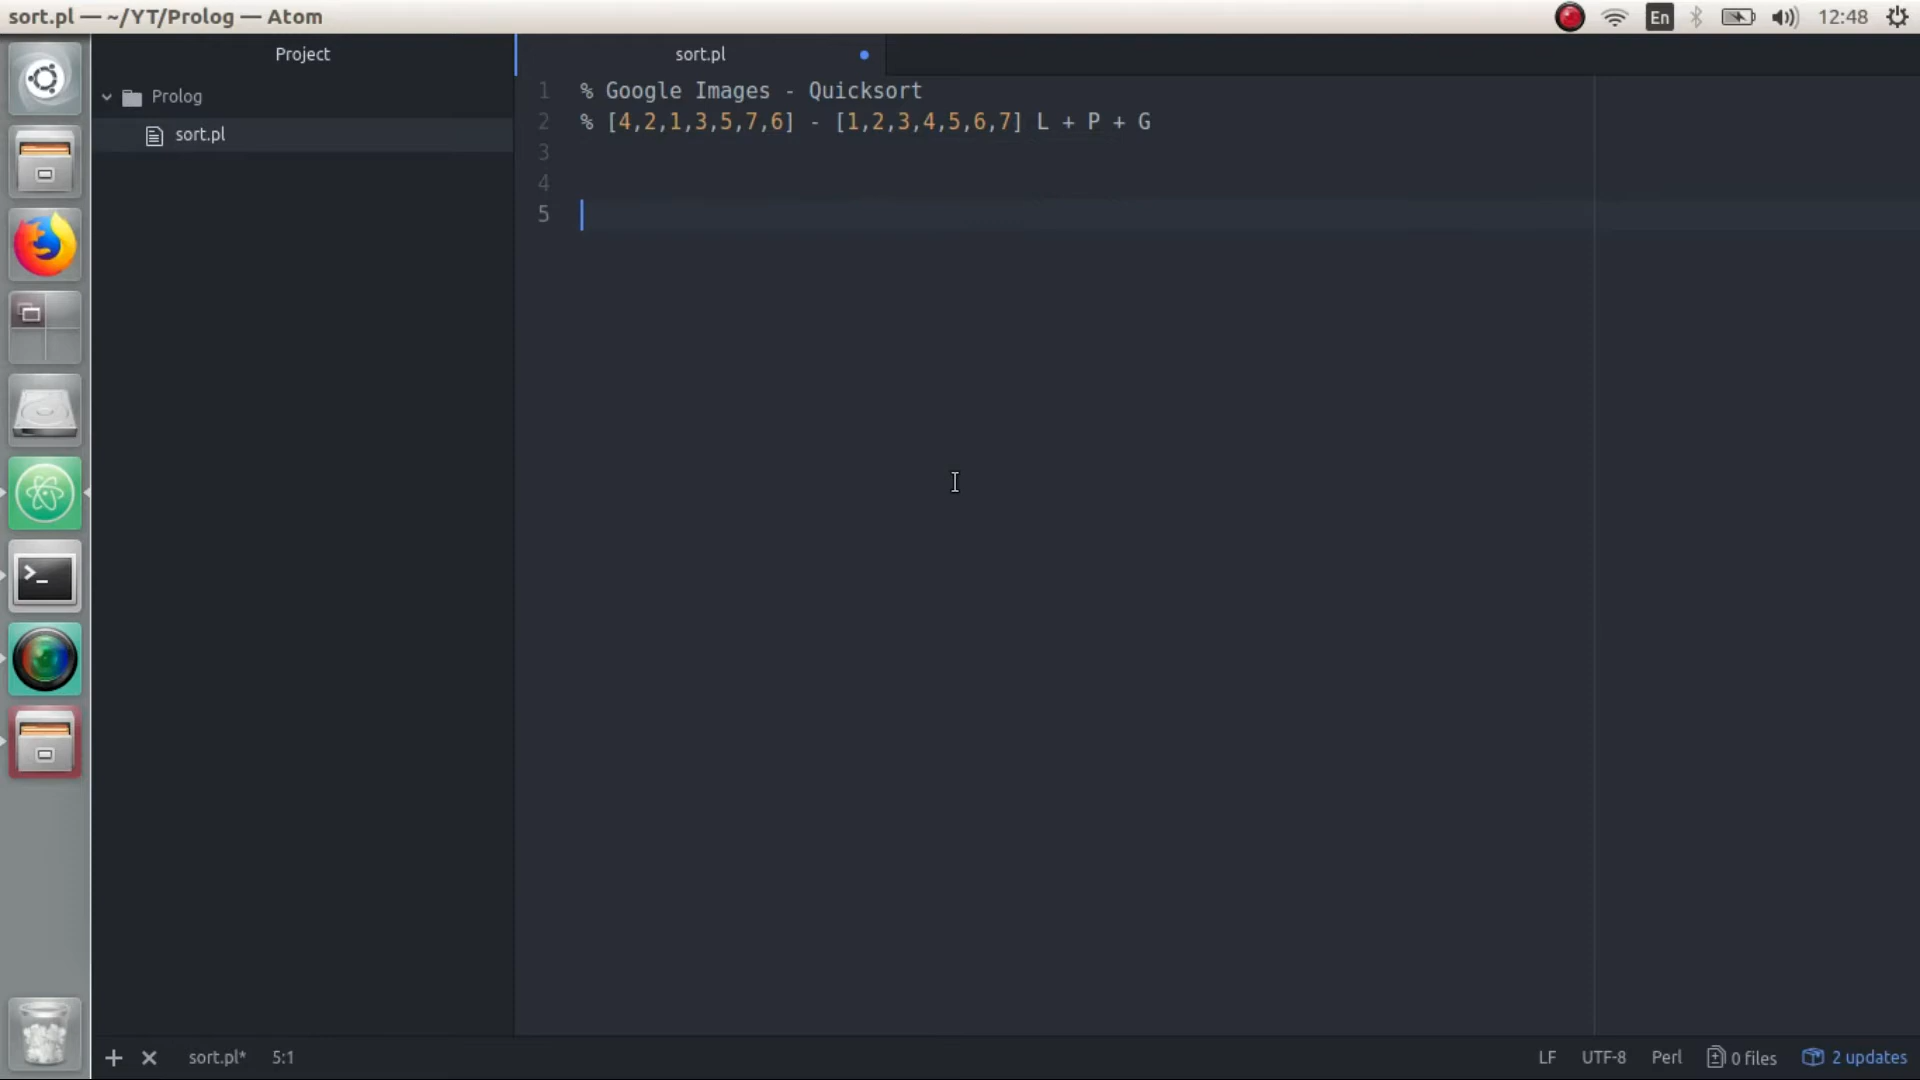 sort.pl — ~/YT/Prolog — Atom
En
12:48
Project
sort.pl
Prolog
sort.pl
1 % Google Images - Quicksort
2 % [4,2,1,3,5,7,6] - [1,2,3,4,5,6,7] L + P + G
3
4
5
>_
+ × sort.pl* 5:1
LF UTF-8 Perl 0 files 2 updates